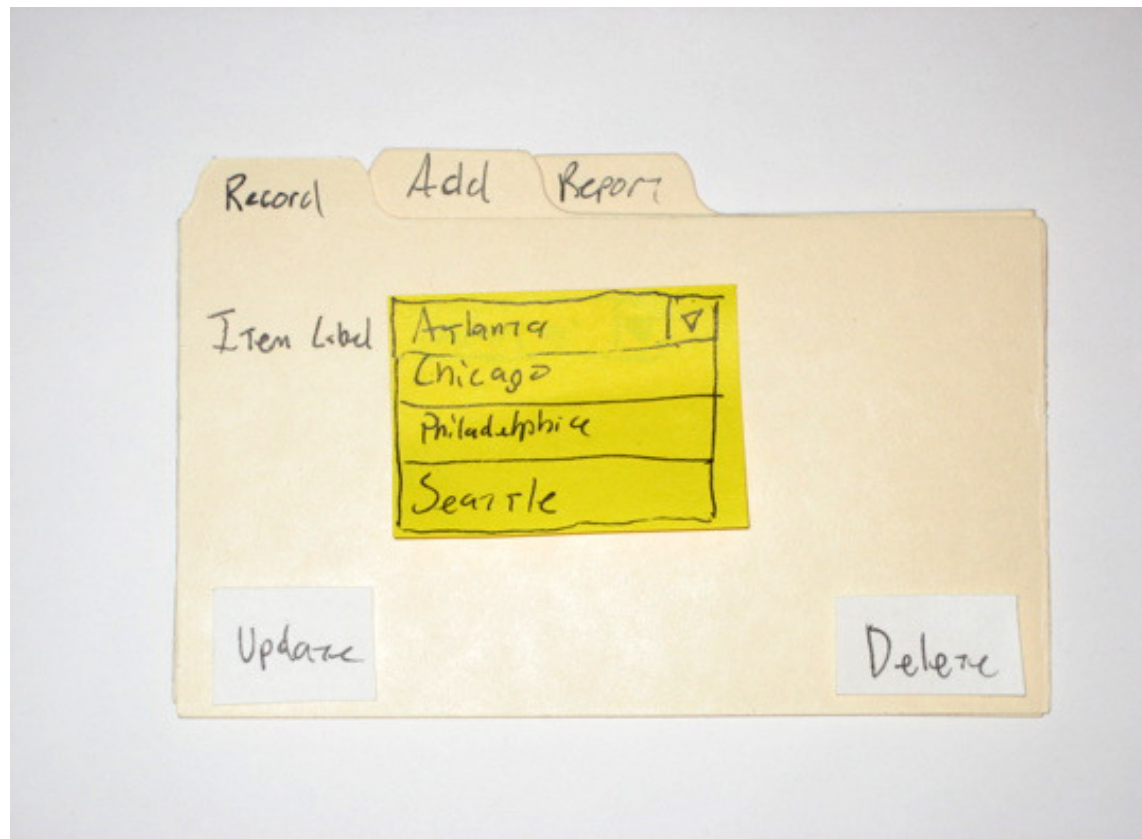 Record Add Report
Item Label Atlanta
Chicago
Philadelphia
Seattle
Update Delete